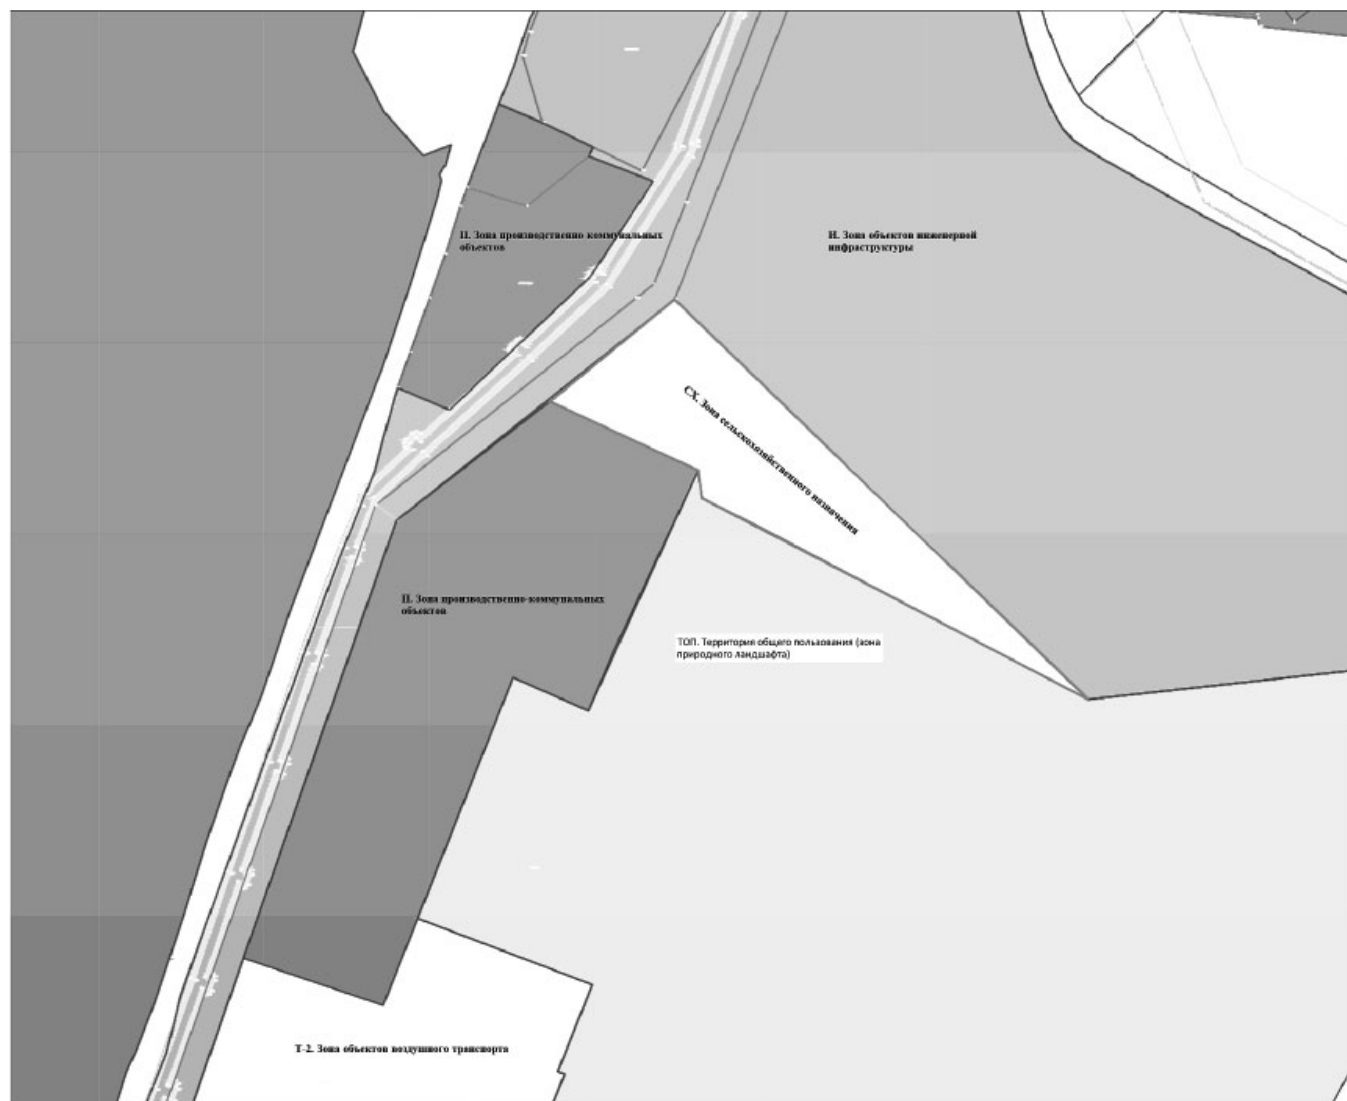 П. Зона производственно коммунальных
объектов
И. Зона объектов инженерной
инфраструктуры
СХ. Зона сельскохозяйственного назначения
П. Зона производственно-коммунальных
объектов
ТОП. Территория общего пользования (зона
природного ландшафта)
Т-2. Зона объектов воздушного транспорта